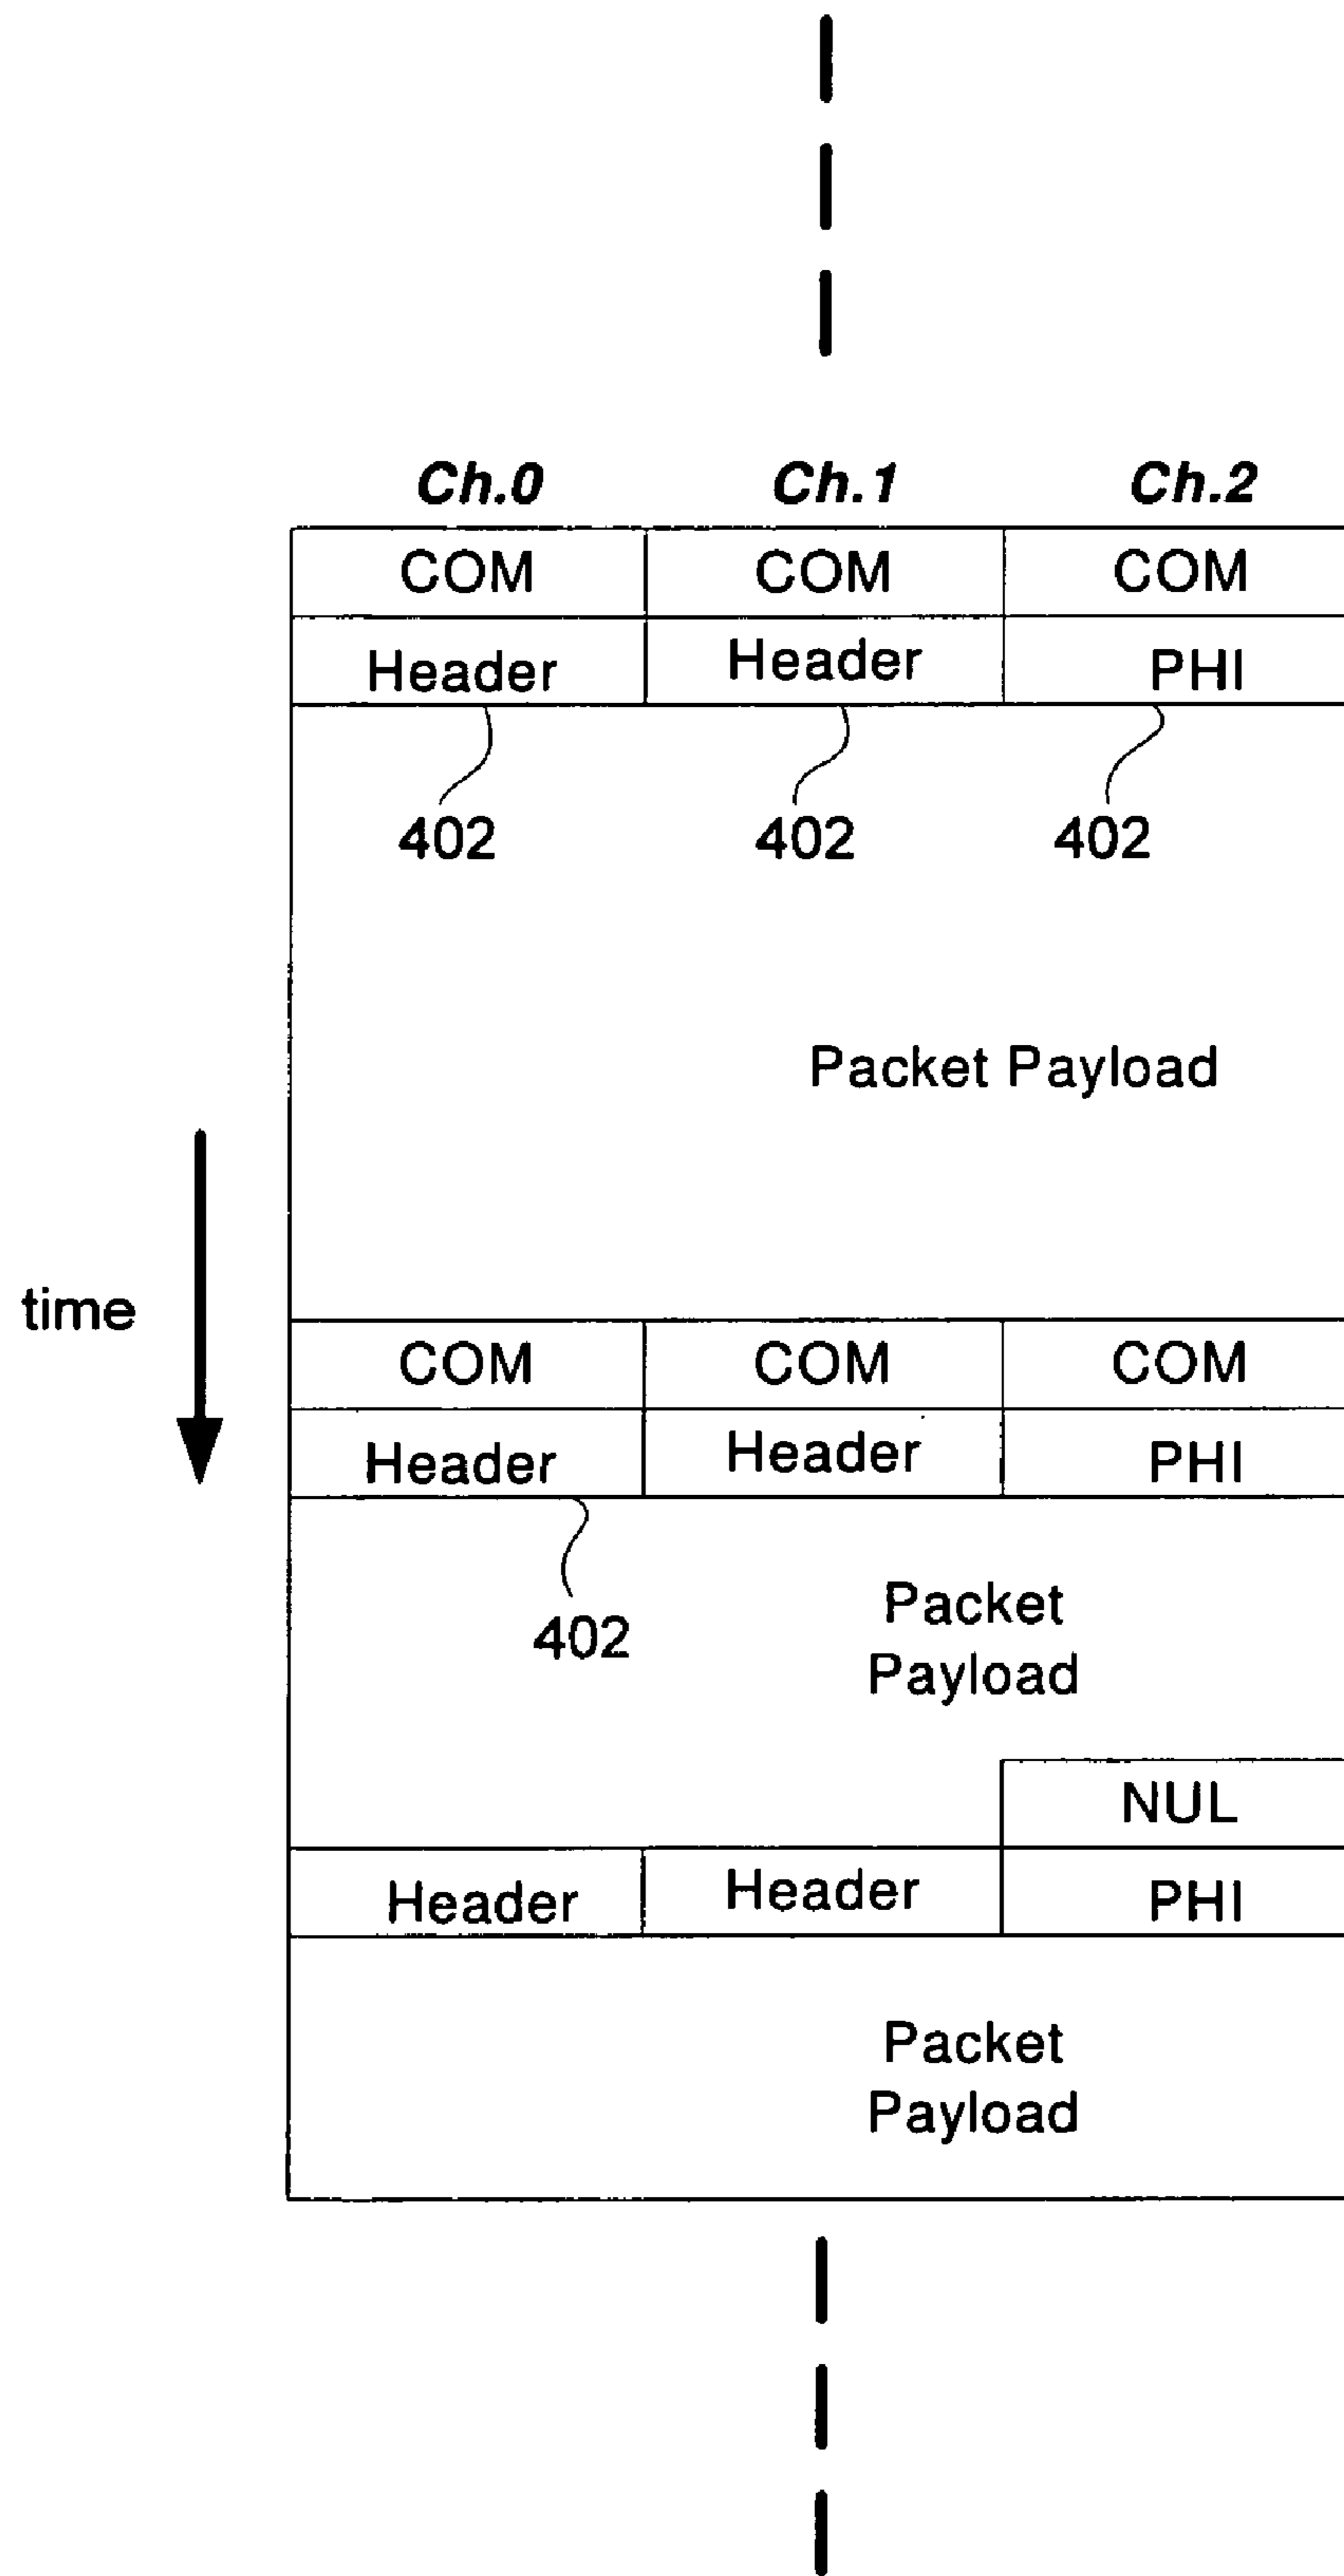 Ch.0 Ch.1 Ch.2
COM COM COM
Header Header PHI
402 402 402
Packet Payload
time
COM COM COM
Header Header PHI
402
Packet
Payload
NUL
Header Header PHI
Packet
Payload